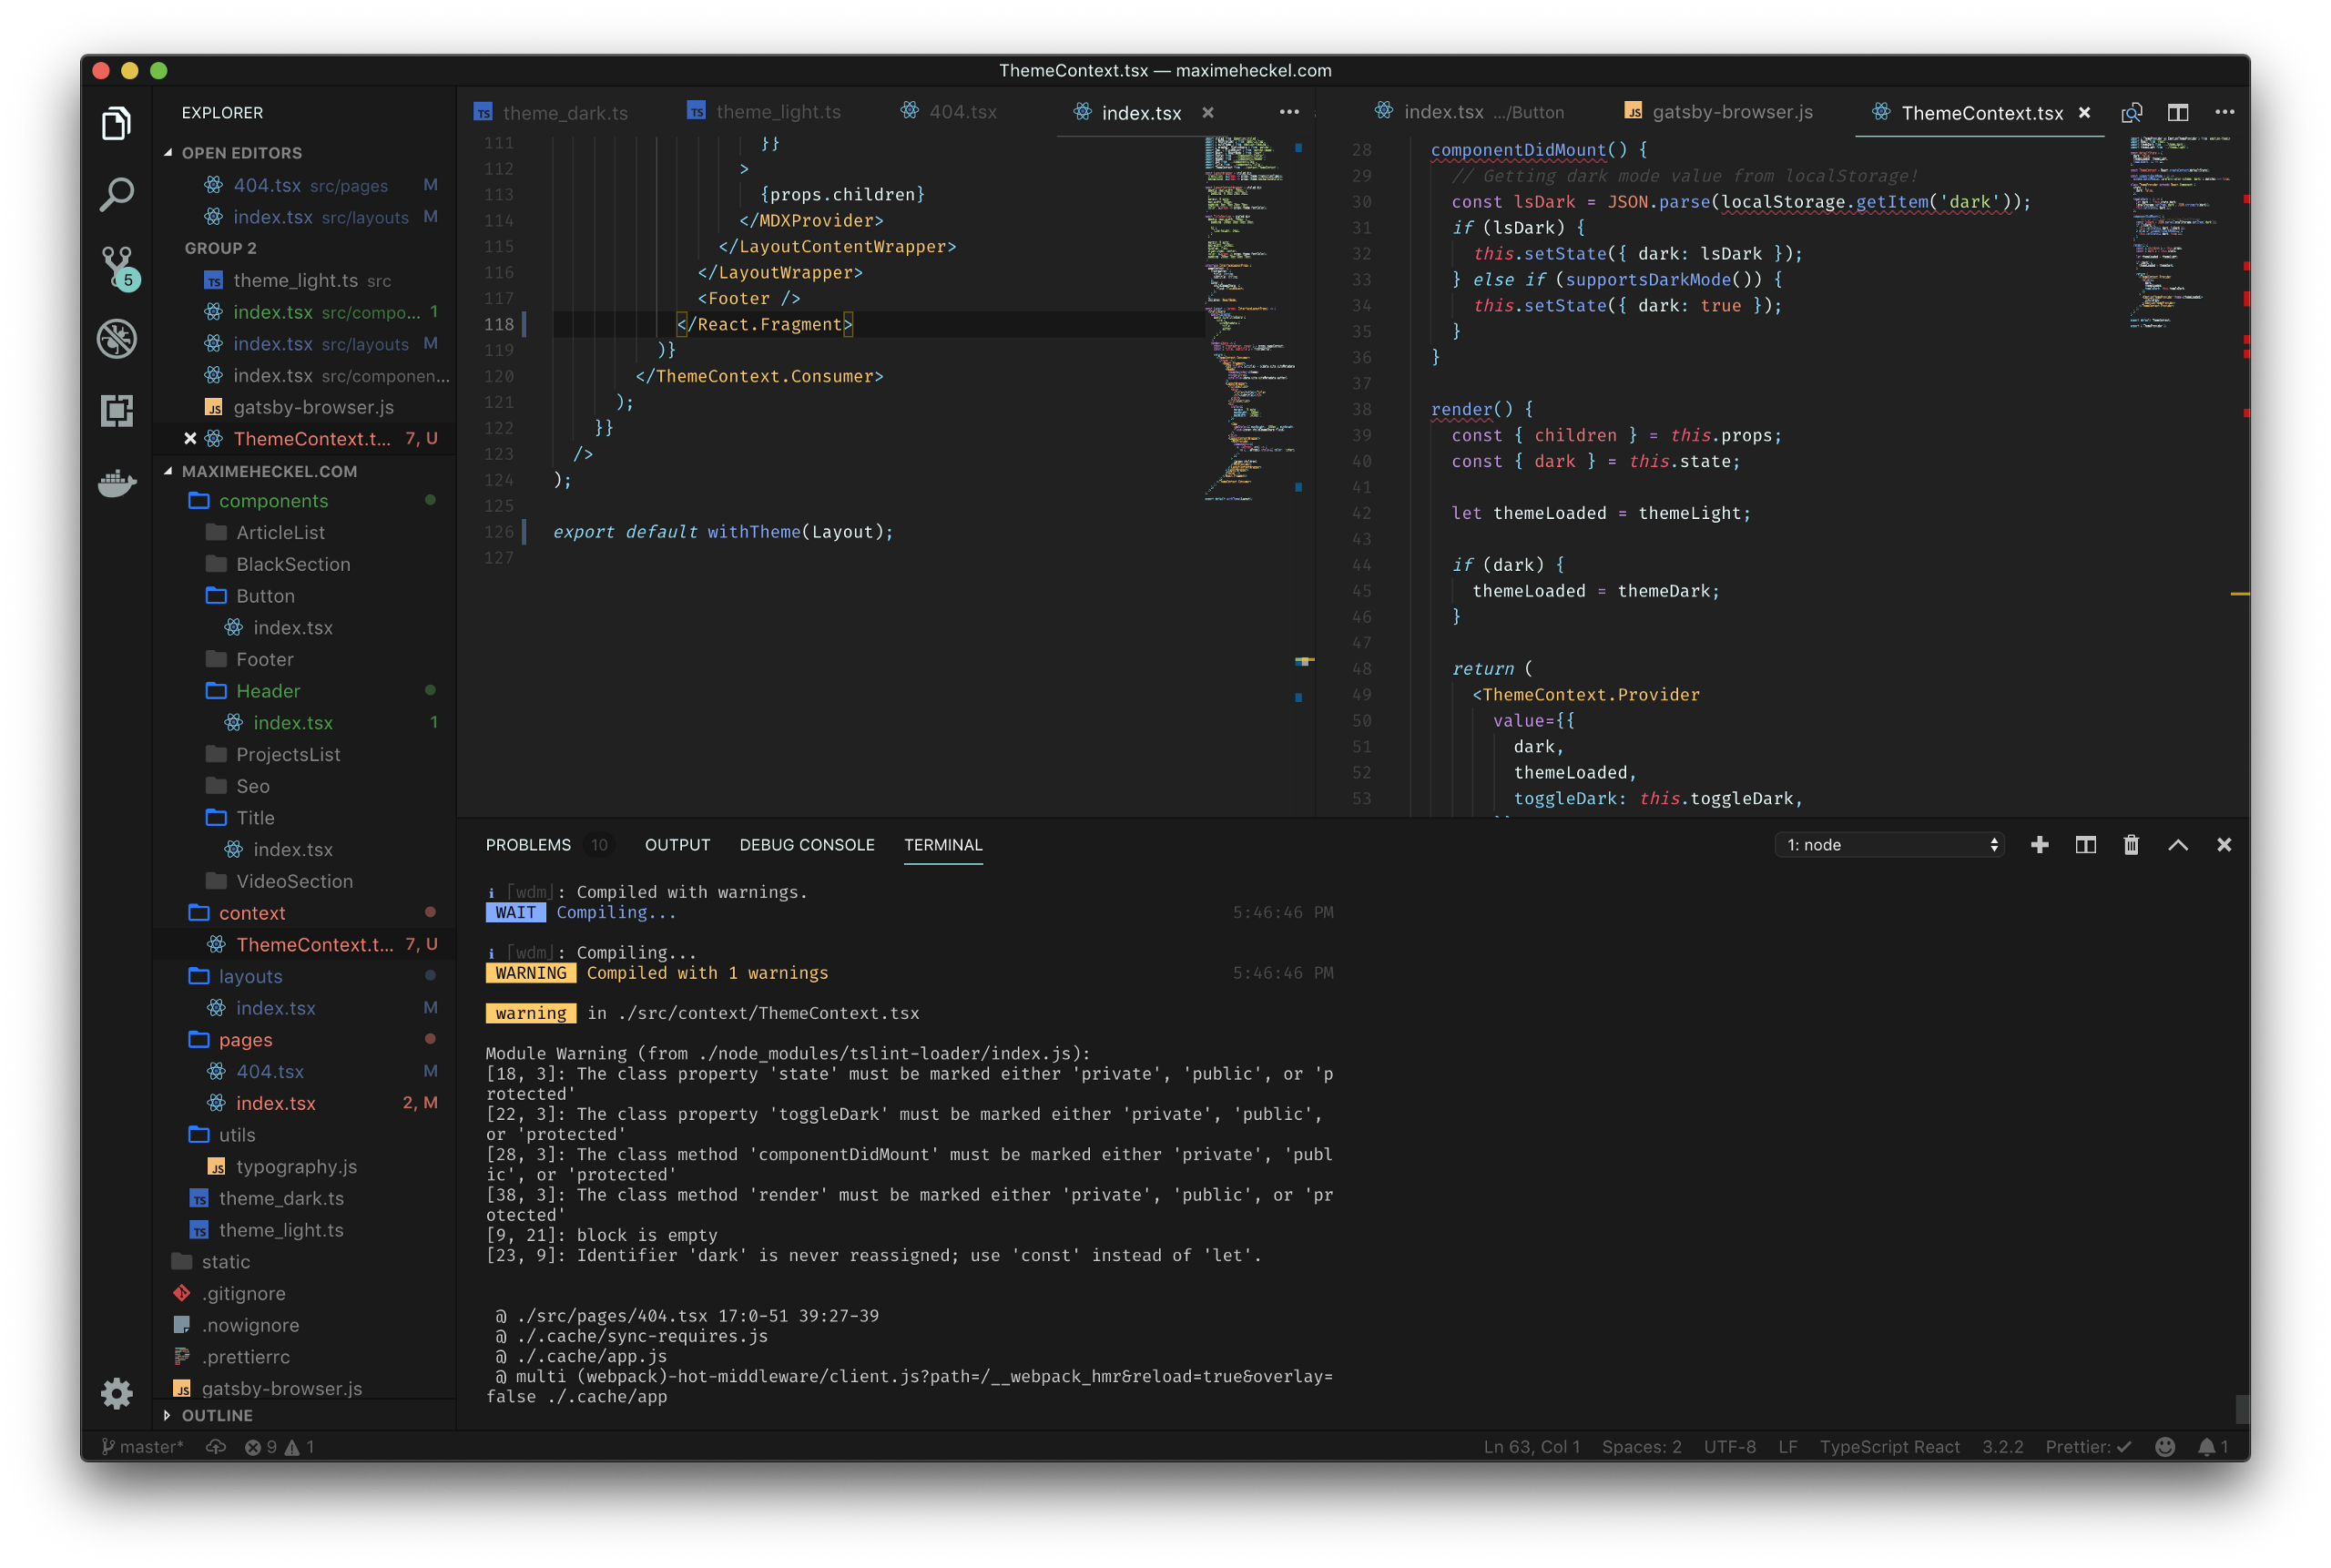 ThemeContext.tsx — maximeheckel.com
EXPLORER
OPEN EDITORS
404.tsx src/pages M
index.tsx src/layouts M
GROUP 2
theme_light.ts src
index.tsx src/compo... 1
index.tsx src/layouts M
index.tsx src/componen...
gatsby-browser.js
ThemeContext.t... 7, U
MAXIMEHECKEL.COM
components
ArticleList
BlackSection
Button
index.tsx
Footer
Header
index.tsx 1
ProjectsList
Seo
Title
index.tsx
VideoSection
context
ThemeContext.t... 7, U
layouts
index.tsx M
pages
404.tsx M
index.tsx 2, M
utils
typography.js
theme_dark.ts
theme_light.ts
static
.gitignore
.nowignore
.prettierrc
gatsby-browser.js
OUTLINE
5
theme_dark.ts theme_light.ts 404.tsx index.tsx
111 }}
112 >
113 {props.children}
114 </MDXProvider>
115 </LayoutContentWrapper>
116 </LayoutWrapper>
117 <Footer />
118 </React.Fragment>
119 )}
120 </ThemeContext.Consumer>
121 );
122 }}
123 />
124 );
125
126 export default withTheme(Layout);
127
index.tsx .../Button gatsby-browser.js ThemeContext.tsx
28 componentDidMount() {
29 // Getting dark mode value from localStorage!
30 const lsDark = JSON.parse(localStorage.getItem('dark'));
31 if (lsDark) {
32 this.setState({ dark: lsDark });
33 } else if (supportsDarkMode()) {
34 this.setState({ dark: true });
35 }
36 }
37
38 render() {
39 const { children } = this.props;
40 const { dark } = this.state;
41
42 let themeLoaded = themeLight;
43
44 if (dark) {
45 themeLoaded = themeDark;
46 }
47
48 return (
49 <ThemeContext.Provider
50 value={{
51 dark,
52 themeLoaded,
53 toggleDark: this.toggleDark,
PROBLEMS 10 OUTPUT DEBUG CONSOLE TERMINAL
1: node
i ｢wdm｣: Compiled with warnings.
WAIT Compiling... 5:46:46 PM
i ｢wdm｣: Compiling...
WARNING Compiled with 1 warnings 5:46:46 PM
warning in ./src/context/ThemeContext.tsx
Module Warning (from ./node_modules/tslint-loader/index.js):
[18, 3]: The class property 'state' must be marked either 'private', 'public', or 'p
rotected'
[22, 3]: The class property 'toggleDark' must be marked either 'private', 'public',
or 'protected'
[28, 3]: The class method 'componentDidMount' must be marked either 'private', 'publ
ic', or 'protected'
[38, 3]: The class method 'render' must be marked either 'private', 'public', or 'pr
otected'
[9, 21]: block is empty
[23, 9]: Identifier 'dark' is never reassigned; use 'const' instead of 'let'.
@ ./src/pages/404.tsx 17:0-51 39:27-39
@ ./.cache/sync-requires.js
@ ./.cache/app.js
@ multi (webpack)-hot-middleware/client.js?path=/__webpack_hmr&reload=true&overlay=
false ./.cache/app
master* 9 1 Ln 63, Col 1 Spaces: 2 UTF-8 LF TypeScript React 3.2.2 Prettier: ✓ 1